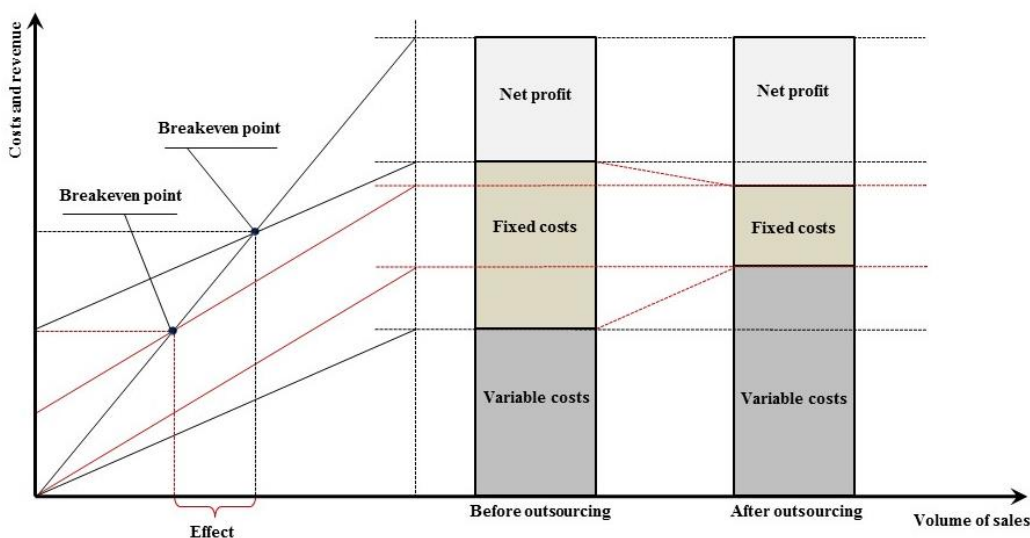 Costs and revenue
Breakeven point
Breakeven point
Net profit
Net profit
Fixed costs
Fixed costs
Variable costs
Variable costs
Before outsourcing
After outsourcing
Volume of sales
Effect